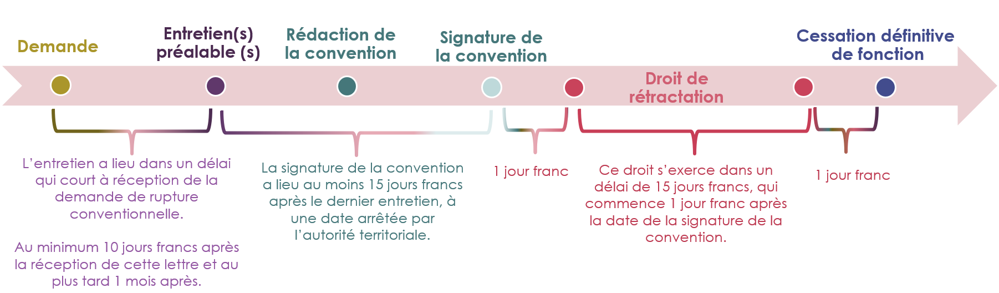 Demande
Entretien(s)
préalable (s)
Rédaction de
la convention
Signature de
la convention
Droit de
rétractation
Cessation définitive
de fonction
L’entretien a lieu dans un délai
qui court à réception de la
demande de rupture
conventionnelle.
Au minimum 10 jours francs après
la réception de cette lettre et au
plus tard 1 mois après.
La signature de la convention
a lieu au moins 15 jours francs
après le dernier entretien, à
une date arrêtée par
l’autorité territoriale.
1 jour franc
Ce droit s’exerce dans un
délai de 15 jours francs, qui
commence 1 jour franc après
la date de la signature de la
convention.
1 jour franc